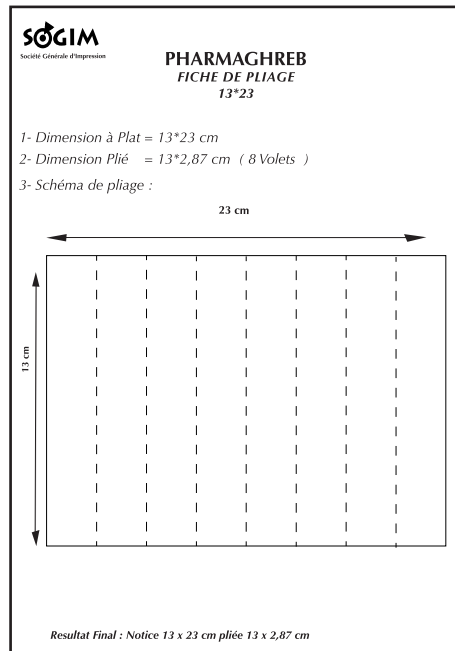 SOGIM
Société Générale d'Impression
PHARMAGHREB
FICHE DE PLIAGE
13*23
1- Dimension à Plat = 13*23 cm
2- Dimension Plié = 13*2,87 cm ( 8 Volets )
3- Schéma de pliage :
23 cm
13 cm
Resultat Final : Notice 13 x 23 cm pliée 13 x 2,87 cm